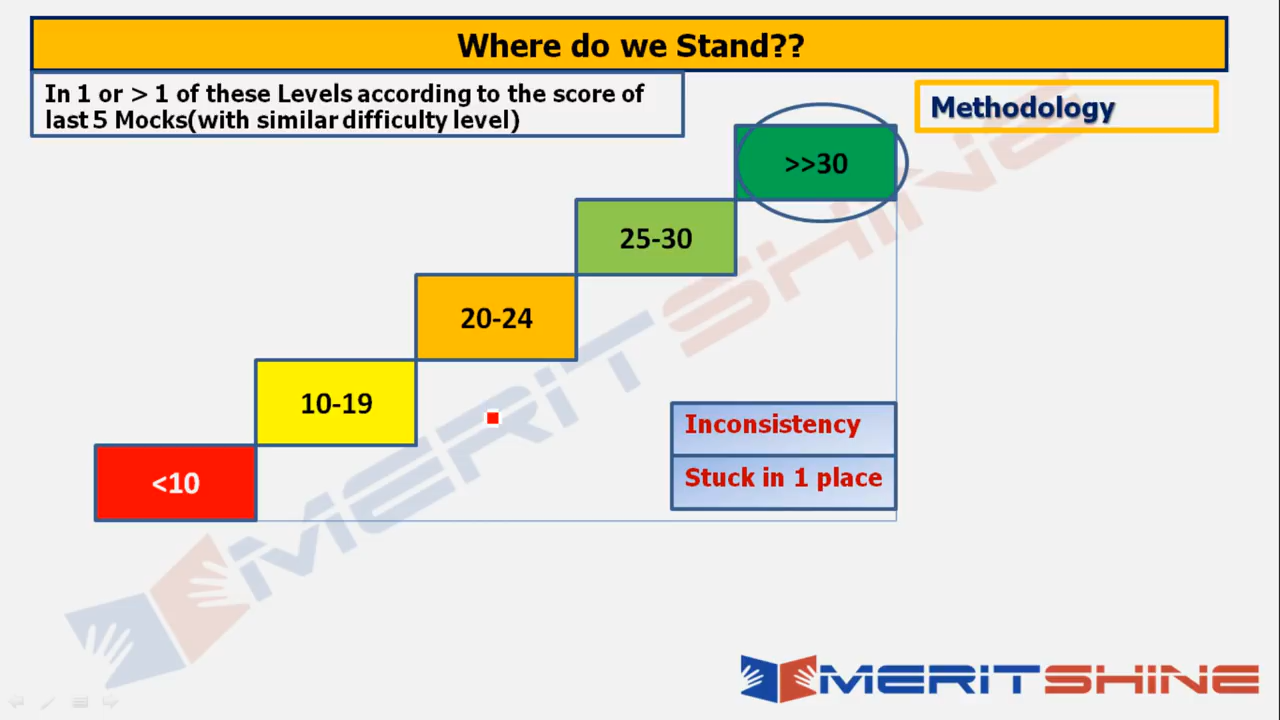 Where do we Stand??
In 1 or > 1 of these Levels according to the score of
last 5 Mocks(with similar difficulty level)
Methodology
>>30
25-30
20-24
10-19
<10
Inconsistency
Stuck in 1 place
MERiTSHINE
MERiTSHINE